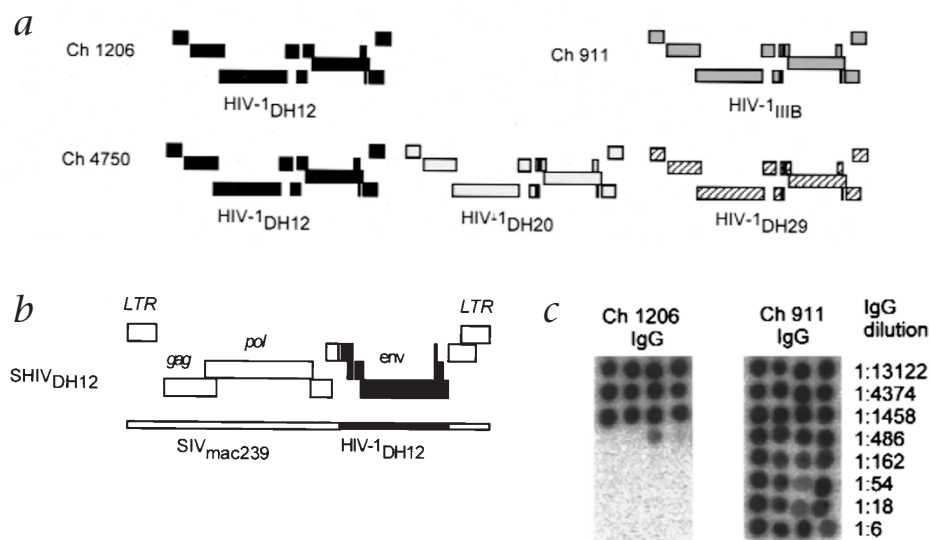 a
Ch 1206
HIV-1DH12
Ch 911
HIV-1IIIB
Ch 4750
HIV-1DH12
HIV-1DH20
HIV-1DH29
b
LTR
LTR
gag
pol
env
SHIVDH12
SIVmac239
HIV-1DH12
c
Ch 1206
IgG
Ch 911
IgG
IgG
dilution
1:13122
1:4374
1:1458
1:486
1:162
1:54
1:18
1:6